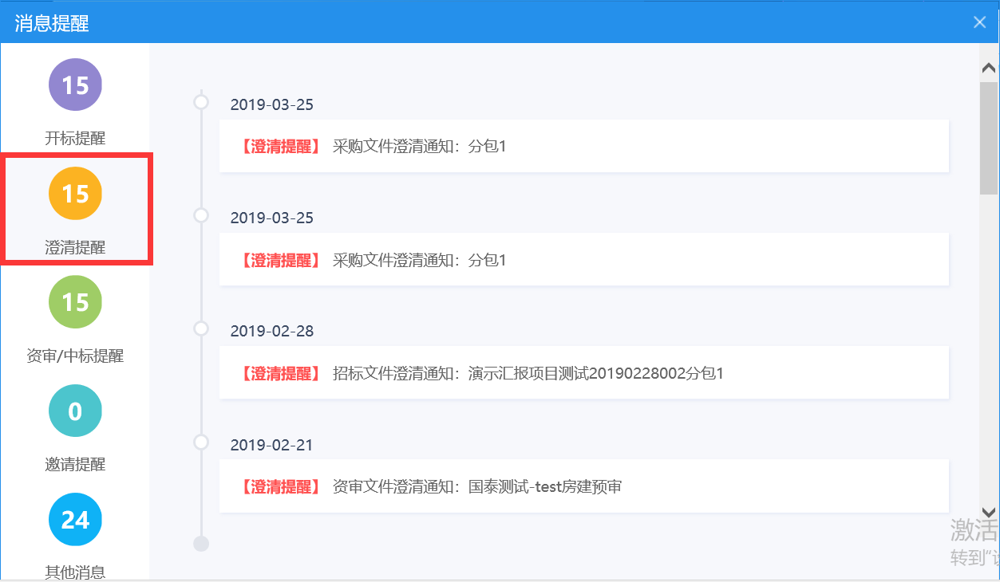 消息提醒
15
开标提醒
15
澄清提醒
15
资审/中标提醒
0
邀请提醒
24
其他消息
2019-03-25
【澄清提醒】 采购文件澄清通知：分包1
2019-03-25
【澄清提醒】 采购文件澄清通知：分包1
2019-02-28
【澄清提醒】 招标文件澄清通知：演示汇报项目测试20190228002分包1
2019-02-21
【澄清提醒】 资审文件澄清通知：国泰测试-test房建预审
激活
转到“